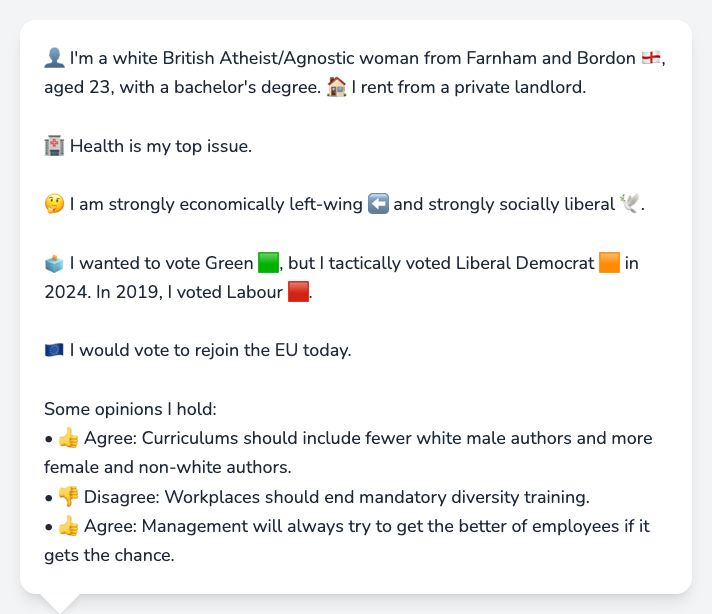 👤 I'm a white British Atheist/Agnostic woman from Farnham and Bordon 🏴󠁧󠁢󠁥󠁮󠁧󠁿,
aged 23, with a bachelor's degree. 🏠 I rent from a private landlord.
🏥 Health is my top issue.
🤔 I am strongly economically left-wing ⬅️ and strongly socially liberal 🕊️.
🗳️ I wanted to vote Green 🟩, but I tactically voted Liberal Democrat 🟧 in
2024. In 2019, I voted Labour 🟥.
🇪🇺 I would vote to rejoin the EU today.
Some opinions I hold:
• 👍 Agree: Curriculums should include fewer white male authors and more
female and non-white authors.
• 👎 Disagree: Workplaces should end mandatory diversity training.
• 👍 Agree: Management will always try to get the better of employees if it
gets the chance.